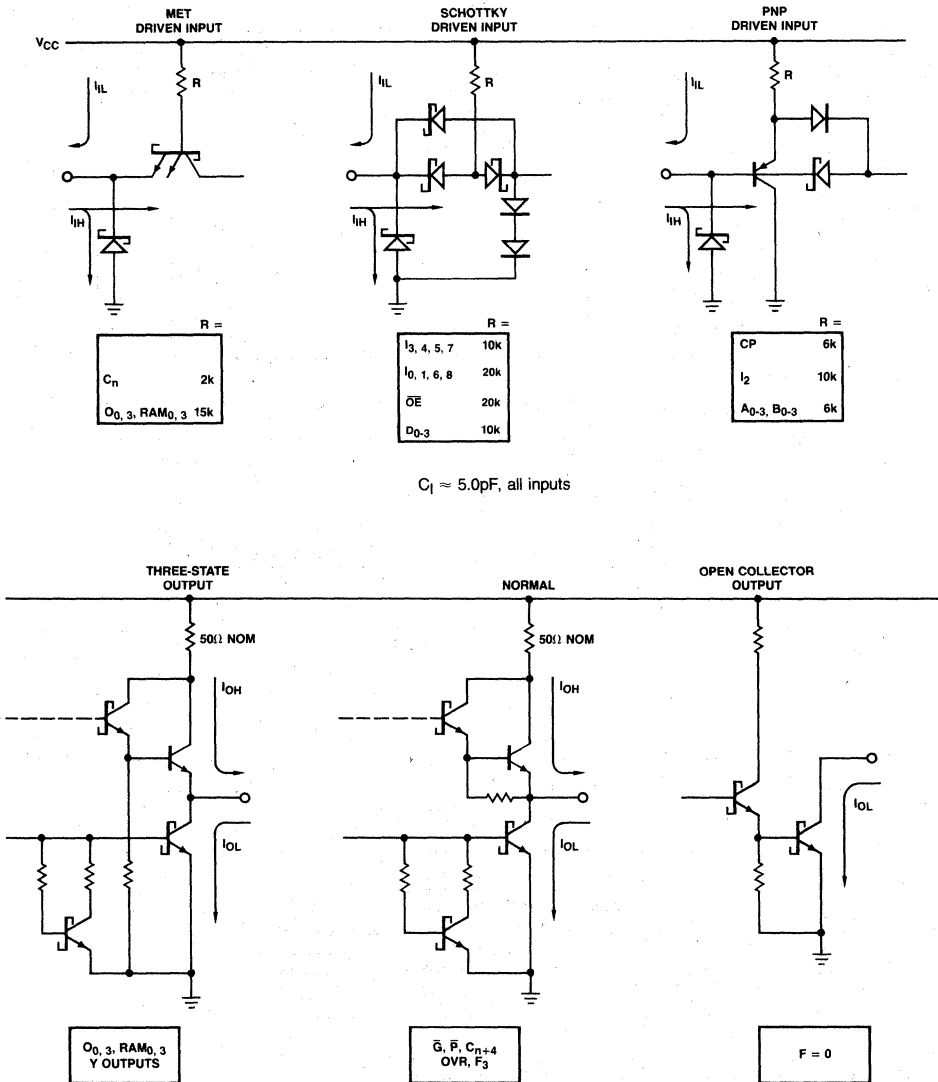 MET
DRIVEN INPUT
SCHOTTKY
DRIVEN INPUT
PNP
DRIVEN INPUT
VCC
IIL
R
IIL
R
IIL
R
IIH
IIH
IIH
R =
Cn 2k
O0, 3, RAM0, 3 15k
R =
I3, 4, 5, 7 10k
I0, 1, 6, 8 20k
O̅E̅ 20k
D0-3 10k
R =
CP 6k
I2 10k
A0-3, B0-3 6k
CI ≈ 5.0pF, all inputs
THREE-STATE
OUTPUT
NORMAL
OPEN COLLECTOR
OUTPUT
50Ω NOM
50Ω NOM
IOH
IOH
IOL
IOL
IOL
O0, 3, RAM0, 3
Y OUTPUTS
G̅, P̅, Cn+4
OVR, F3
F = 0